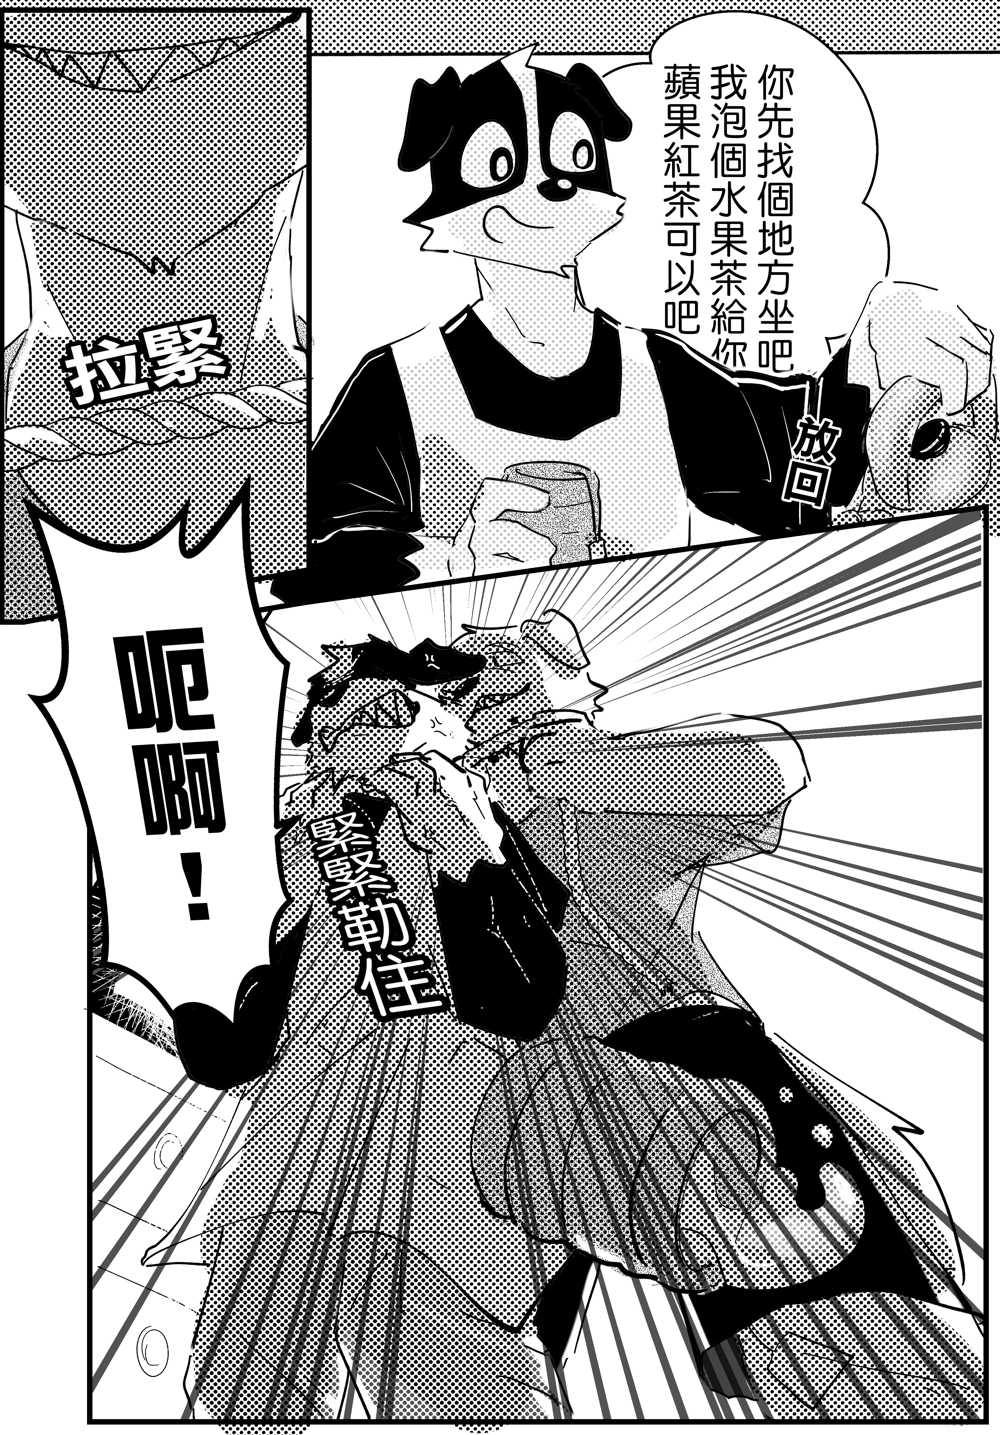 你先找個地方坐吧
我泡個水果茶給你
蘋果紅茶可以吧
放回
拉緊
呃啊！
緊緊勒住